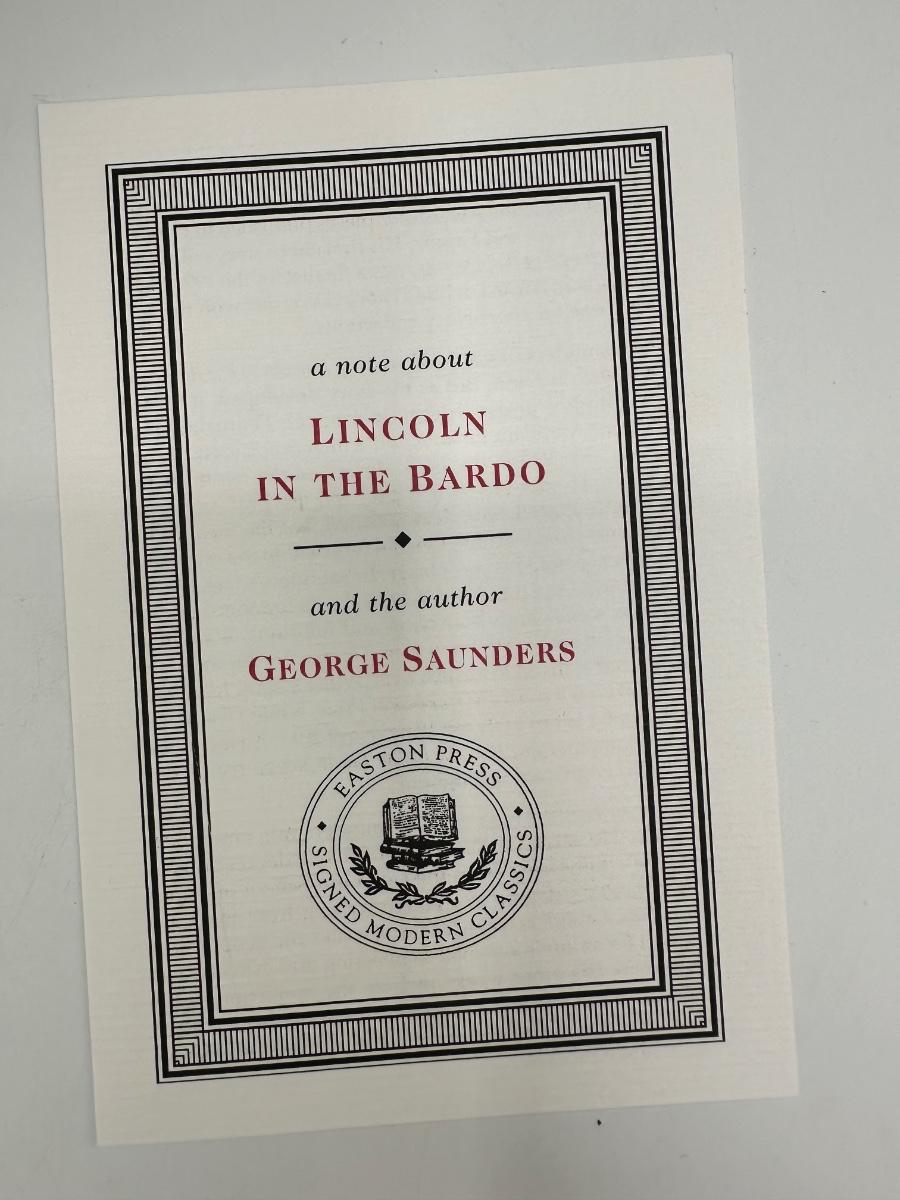 a note about
LINCOLN
IN THE BARDO
and the author
GEORGE SAUNDERS
EASTON PRESS
SIGNED MODERN CLASSICS